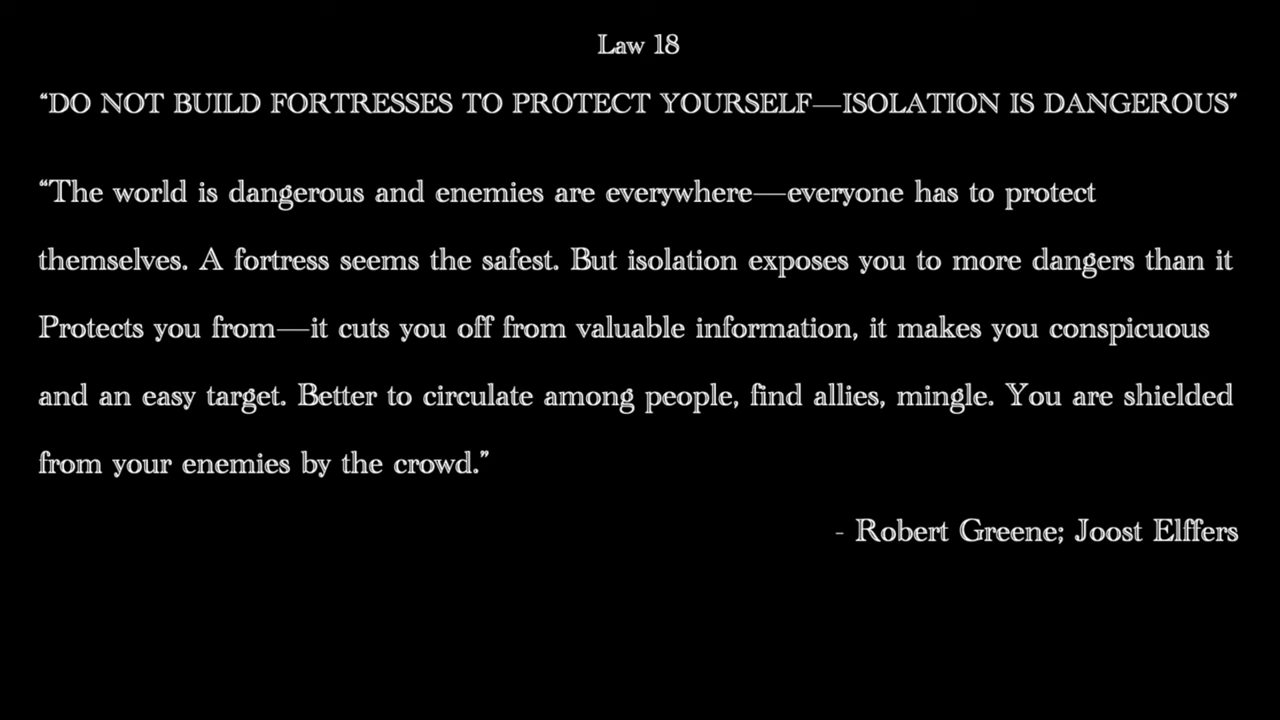 Law 18
“DO NOT BUILD FORTRESSES TO PROTECT YOURSELF—ISOLATION IS DANGEROUS”
“The world is dangerous and enemies are everywhere—everyone has to protect
themselves. A fortress seems the safest. But isolation exposes you to more dangers than it
Protects you from—it cuts you off from valuable information, it makes you conspicuous
and an easy target. Better to circulate among people, find allies, mingle. You are shielded
from your enemies by the crowd.”
- Robert Greene; Joost Elffers